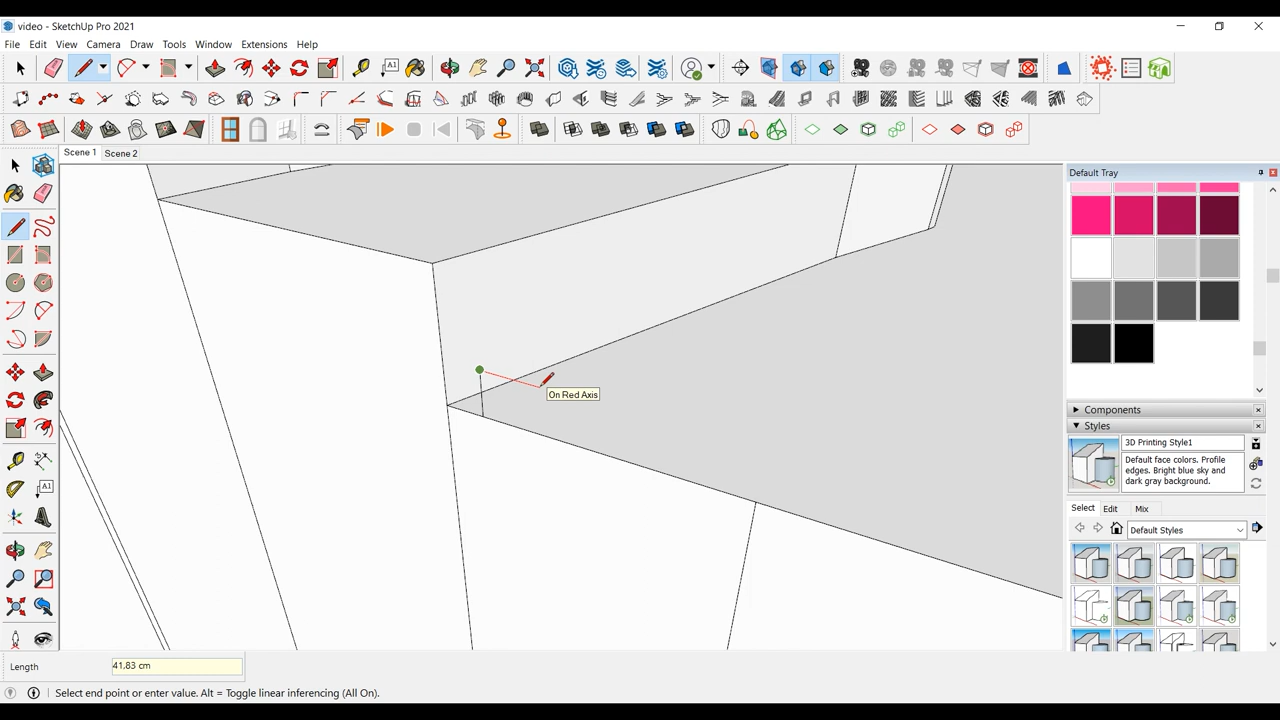 video - SketchUp Pro 2021
File Edit View Camera Draw Tools Window Extensions Help
A1
Scene 1 Scene 2
Default Tray
A1
On Red Axis
Components
Styles
3D Printing Style1
Default face colors. Profile
edges. Bright blue sky and
dark gray background.
Select Edit Mix
Default Styles
Length 41,83 cm
Select end point or enter value. Alt = Toggle linear inferencing (All On).